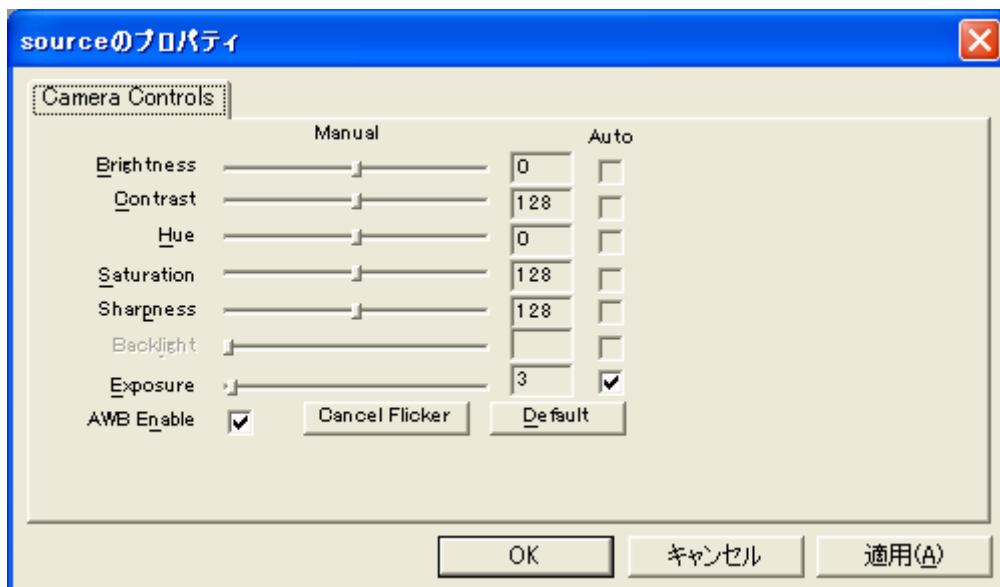 sourceのプロパティ
Camera Controls
Manual Auto
Brightness 0
Contrast 128
Hue 0
Saturation 128
Sharpness 128
Backlight
Exposure 3
AWB Enable Cancel Flicker Default
OK キャンセル 適用(A)